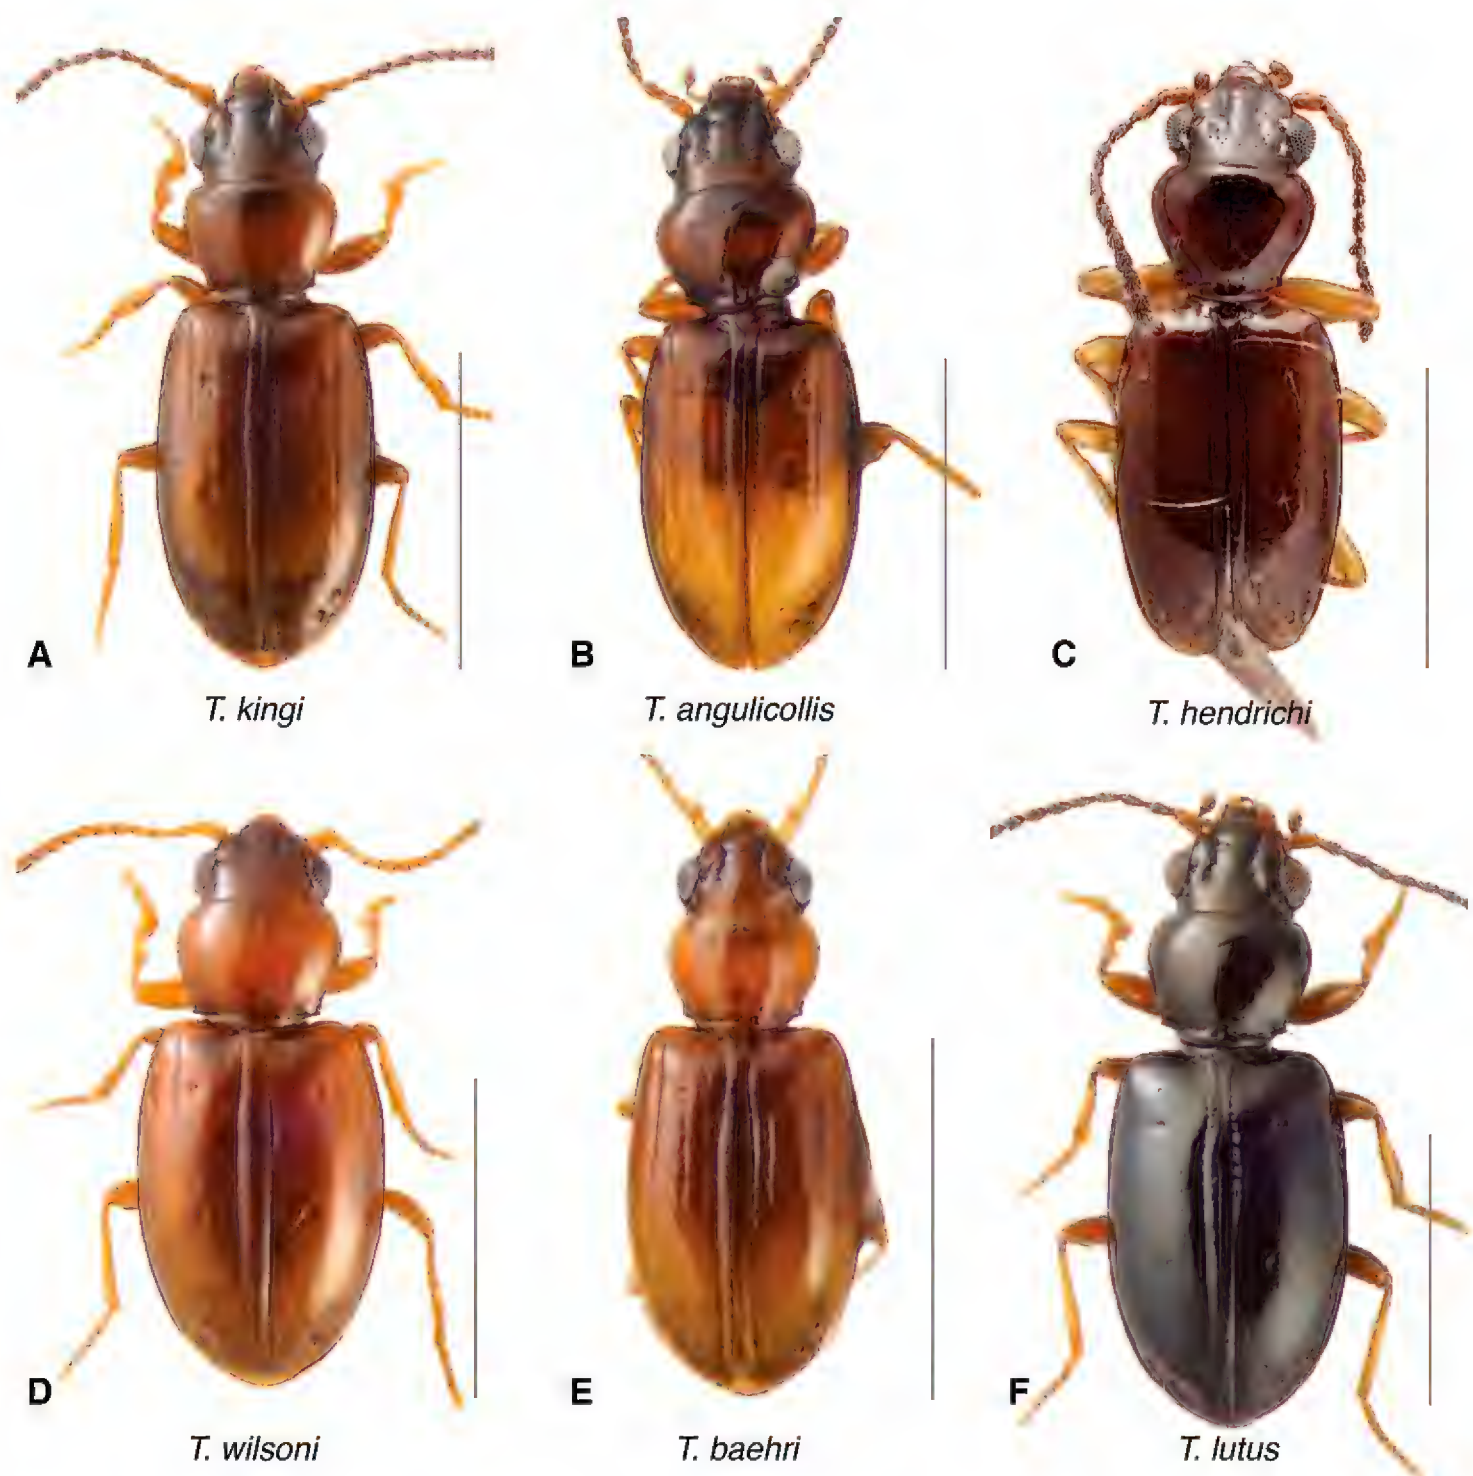 A
T. kingi
B
T. angulicollis
C
T. hendrichi
D
T. wilsoni
E
T. baehri
F
T. lutus